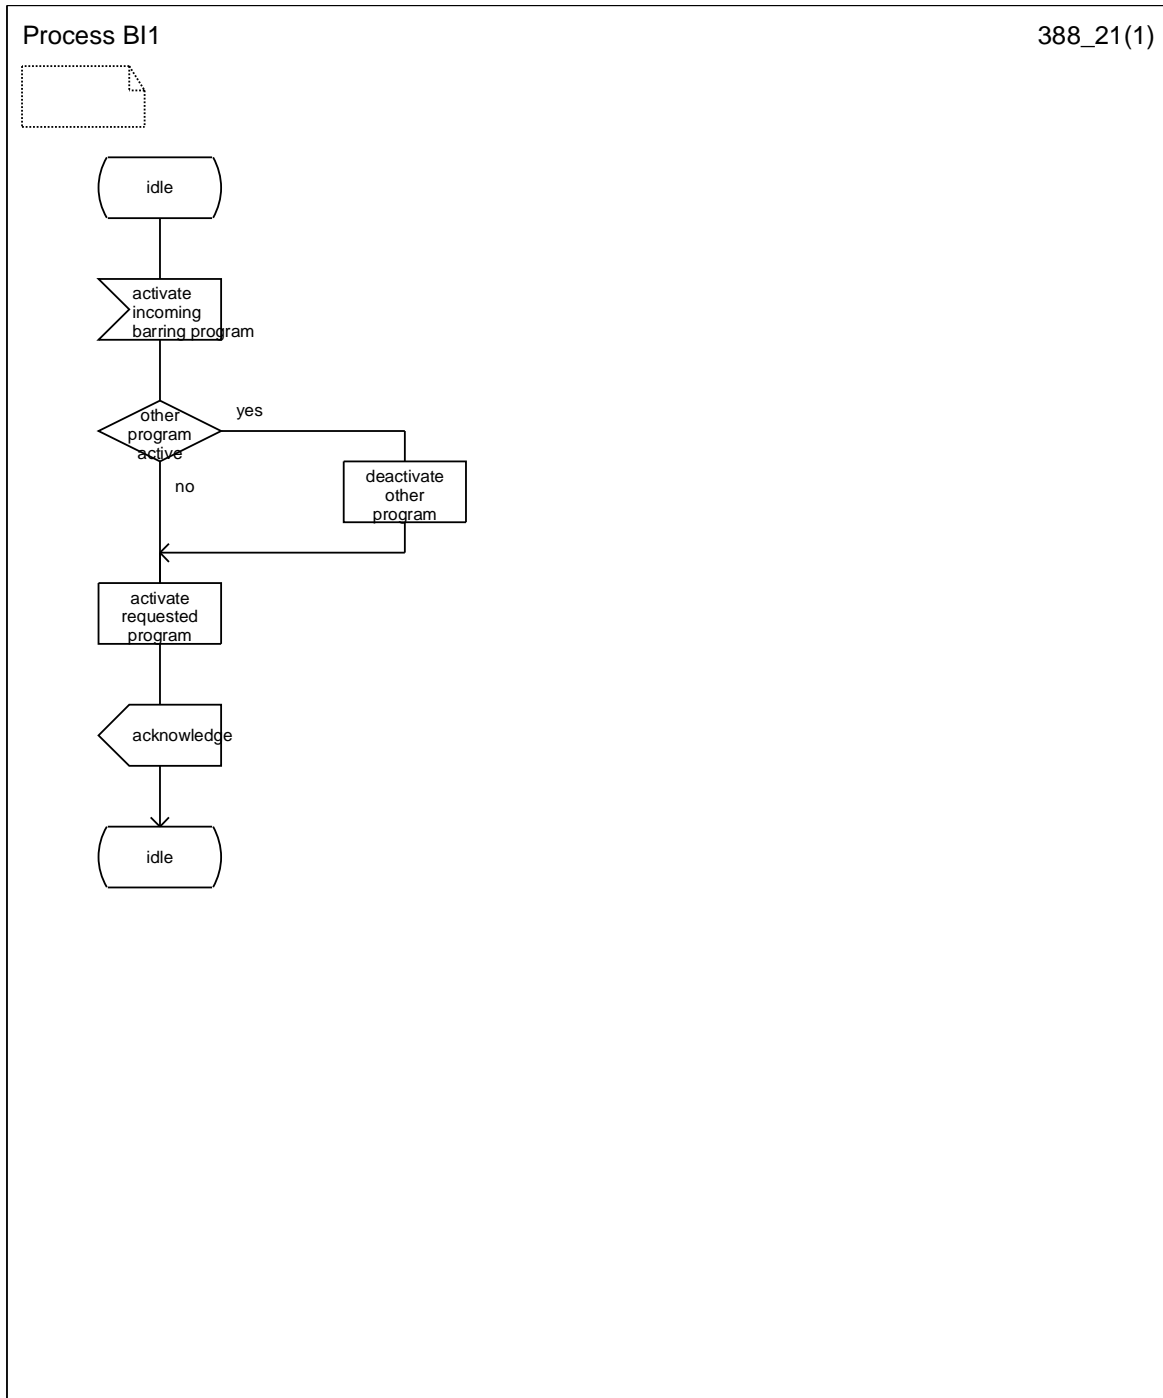 Process BI1
388_21(1)
idle
activate
incoming
barring program
other
program
active
yes
no
deactivate
other
program
activate
requested
program
acknowledge
idle